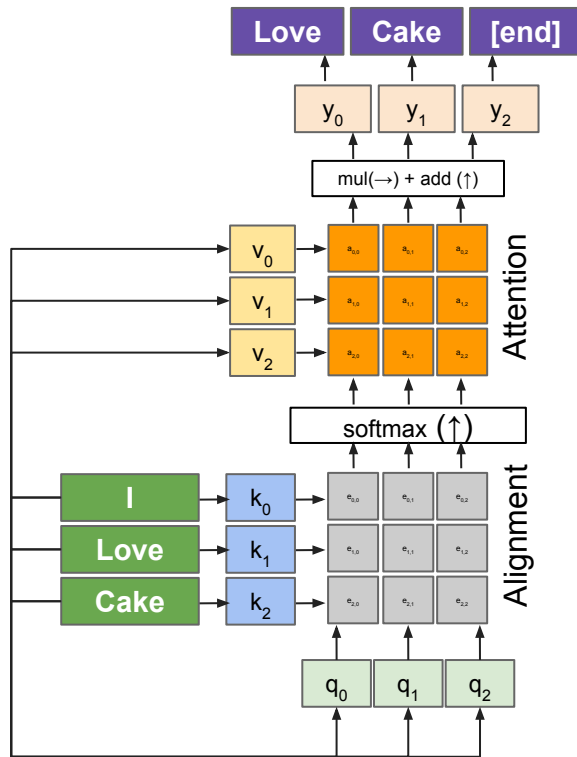 Love Cake [end]
y0 y1 y2
mul(→) + add (↑)
v0 a0,0 a0,1 a0,2
v1 a1,0 a1,1 a1,2
v2 a2,0 a2,1 a2,2
Attention
softmax (↑)
I k0 e0,0 e0,1 e0,2
Love k1 e1,0 e1,1 e1,2
Cake k2 e2,0 e2,1 e2,2
Alignment
q0 q1 q2